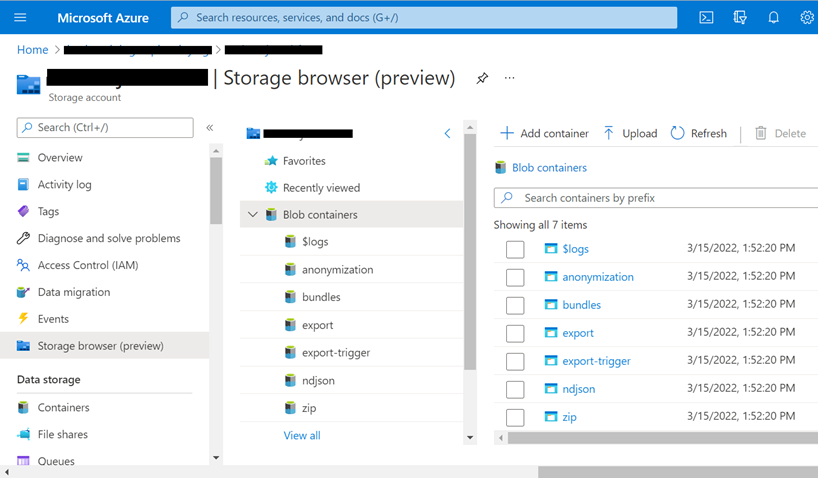 Microsoft Azure
Search resources, services, and docs (G+/)
Home
| Storage browser (preview)
Storage account
Search (Ctrl+/)
Overview
Activity log
Tags
Diagnose and solve problems
Access Control (IAM)
Data migration
Events
Storage browser (preview)
Data storage
Containers
File shares
Queues
Favorites
Recently viewed
Blob containers
$logs
anonymization
bundles
export
export-trigger
ndjson
zip
View all
Add container
Upload
Refresh
Delete
Blob containers
Search containers by prefix
Showing all 7 items
$logs 3/15/2022, 1:52:20 PM
anonymization 3/15/2022, 1:52:20 PM
bundles 3/15/2022, 1:52:20 PM
export 3/15/2022, 1:52:20 PM
export-trigger 3/15/2022, 1:52:20 PM
ndjson 3/15/2022, 1:52:20 PM
zip 3/15/2022, 1:52:20 PM